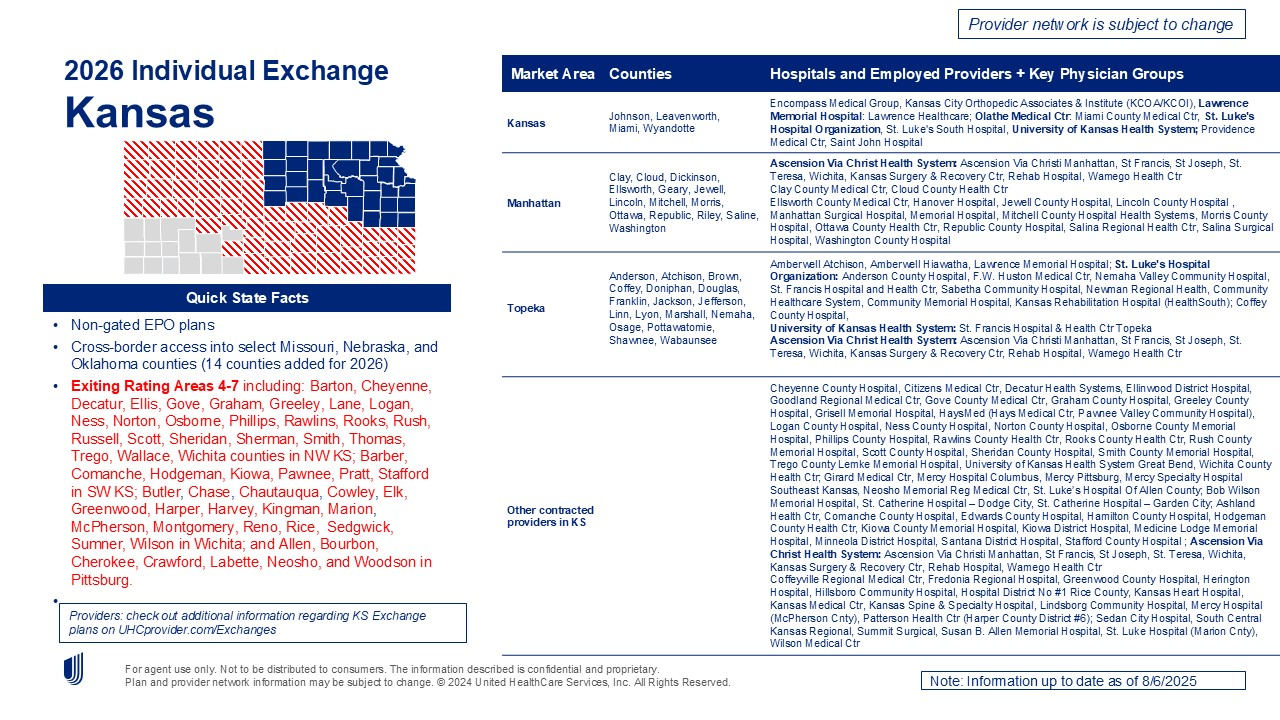 Provider network is subject to change
2026 Individual Exchange
Kansas
Quick State Facts
• Non-gated EPO plans
• Cross-border access into select Missouri, Nebraska, and
Oklahoma counties (14 counties added for 2026)
• Exiting Rating Areas 4-7 including: Barton, Cheyenne,
Decatur, Ellis, Gove, Graham, Greeley, Lane, Logan,
Ness, Norton, Osborne, Phillips, Rawlins, Rooks, Rush,
Russell, Scott, Sheridan, Sherman, Smith, Thomas,
Trego, Wallace, Wichita counties in NW KS; Barber,
Comanche, Hodgeman, Kiowa, Pawnee, Pratt, Stafford
in SW KS; Butler, Chase, Chautauqua, Cowley, Elk,
Greenwood, Harper, Harvey, Kingman, Marion,
McPherson, Montgomery, Reno, Rice, Sedgwick,
Sumner, Wilson in Wichita; and Allen, Bourbon,
Cherokee, Crawford, Labette, Neosho, and Woodson in
Pittsburg.
•
Providers: check out additional information regarding KS Exchange
plans on UHCprovider.com/Exchanges
Market Area Counties Hospitals and Employed Providers + Key Physician Groups
Kansas
Johnson, Leavenworth,
Miami, Wyandotte
Encompass Medical Group, Kansas City Orthopedic Associates & Institute (KCOA/KCOI), Lawrence
Memorial Hospital: Lawrence Healthcare; Olathe Medical Ctr: Miami County Medical Ctr, St. Luke's
Hospital Organization, St. Luke's South Hospital, University of Kansas Health System; Providence
Medical Ctr, Saint John Hospital
Manhattan
Clay, Cloud, Dickinson,
Ellsworth, Geary, Jewell,
Lincoln, Mitchell, Morris,
Ottawa, Republic, Riley, Saline,
Washington
Ascension Via Christ Health System: Ascension Via Christi Manhattan, St Francis, St Joseph, St.
Teresa, Wichita, Kansas Surgery & Recovery Ctr, Rehab Hospital, Wamego Health Ctr
Clay County Medical Ctr, Cloud County Health Ctr
Ellsworth County Medical Ctr, Hanover Hospital, Jewell County Hospital, Lincoln County Hospital ,
Manhattan Surgical Hospital, Memorial Hospital, Mitchell County Hospital Health Systems, Morris County
Hospital, Ottawa County Health Ctr, Republic County Hospital, Salina Regional Health Ctr, Salina Surgical
Hospital, Washington County Hospital
Topeka
Anderson, Atchison, Brown,
Coffey, Doniphan, Douglas,
Franklin, Jackson, Jefferson,
Linn, Lyon, Marshall, Nemaha,
Osage, Pottawatomie,
Shawnee, Wabaunsee
Amberwell Atchison, Amberwell Hiawatha, Lawrence Memorial Hospital; St. Luke's Hospital
Organization: Anderson County Hospital, F.W. Huston Medical Ctr, Nemaha Valley Community Hospital,
St. Francis Hospital and Health Ctr, Sabetha Community Hospital, Newman Regional Health, Community
Healthcare System, Community Memorial Hospital, Kansas Rehabilitation Hospital (HealthSouth); Coffey
County Hospital,
University of Kansas Health System: St. Francis Hospital & Health Ctr Topeka
Ascension Via Christ Health System: Ascension Via Christi Manhattan, St Francis, St Joseph, St.
Teresa, Wichita, Kansas Surgery & Recovery Ctr, Rehab Hospital, Wamego Health Ctr
Other contracted
providers in KS
Cheyenne County Hospital, Citizens Medical Ctr, Decatur Health Systems, Ellinwood District Hospital,
Goodland Regional Medical Ctr, Gove County Medical Ctr, Graham County Hospital, Greeley County
Hospital, Grisell Memorial Hospital, HaysMed (Hays Medical Ctr, Pawnee Valley Community Hospital),
Logan County Hospital, Ness County Hospital, Norton County Hospital, Osborne County Memorial
Hospital, Phillips County Hospital, Rawlins County Health Ctr, Rooks County Health Ctr, Rush County
Memorial Hospital, Scott County Hospital, Sheridan County Hospital, Smith County Memorial Hospital,
Trego County Lemke Memorial Hospital, University of Kansas Health System Great Bend, Wichita County
Health Ctr; Girard Medical Ctr, Mercy Hospital Columbus, Mercy Pittsburg, Mercy Specialty Hospital
Southeast Kansas, Neosho Memorial Reg Medical Ctr, St. Luke's Hospital Of Allen County; Bob Wilson
Memorial Hospital, St. Catherine Hospital – Dodge City, St. Catherine Hospital – Garden City; Ashland
Health Ctr, Comanche County Hospital, Edwards County Hospital, Hamilton County Hospital, Hodgeman
County Health Ctr, Kiowa County Memorial Hospital, Kiowa District Hospital, Medicine Lodge Memorial
Hospital, Minneola District Hospital, Santana District Hospital, Stafford County Hospital ; Ascension Via
Christ Health System: Ascension Via Christi Manhattan, St Francis, St Joseph, St. Teresa, Wichita,
Kansas Surgery & Recovery Ctr, Rehab Hospital, Wamego Health Ctr
Coffeyville Regional Medical Ctr, Fredonia Regional Hospital, Greenwood County Hospital, Herington
Hospital, Hillsboro Community Hospital, Hospital District No #1 Rice County, Kansas Heart Hospital,
Kansas Medical Ctr, Kansas Spine & Specialty Hospital, Lindsborg Community Hospital, Mercy Hospital
(McPherson Cnty), Patterson Health Ctr (Harper County District #6); Sedan City Hospital, South Central
Kansas Regional, Summit Surgical, Susan B. Allen Memorial Hospital, St. Luke Hospital (Marion Cnty),
Wilson Medical Ctr
For agent use only. Not to be distributed to consumers. The information described is confidential and proprietary.
Plan and provider network information may be subject to change. © 2024 United HealthCare Services, Inc. All Rights Reserved.
Note: Information up to date as of 8/6/2025